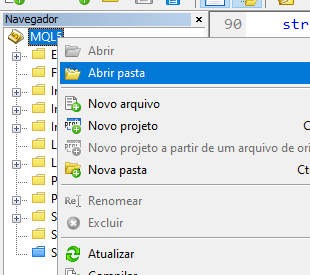 Navegador
90
str
MQL5
Abrir
Abrir pasta
Novo arquivo
Novo projeto
Novo projeto a partir de um arquivo de ori
Nova pasta Ct
Renomear
Excluir
Atualizar